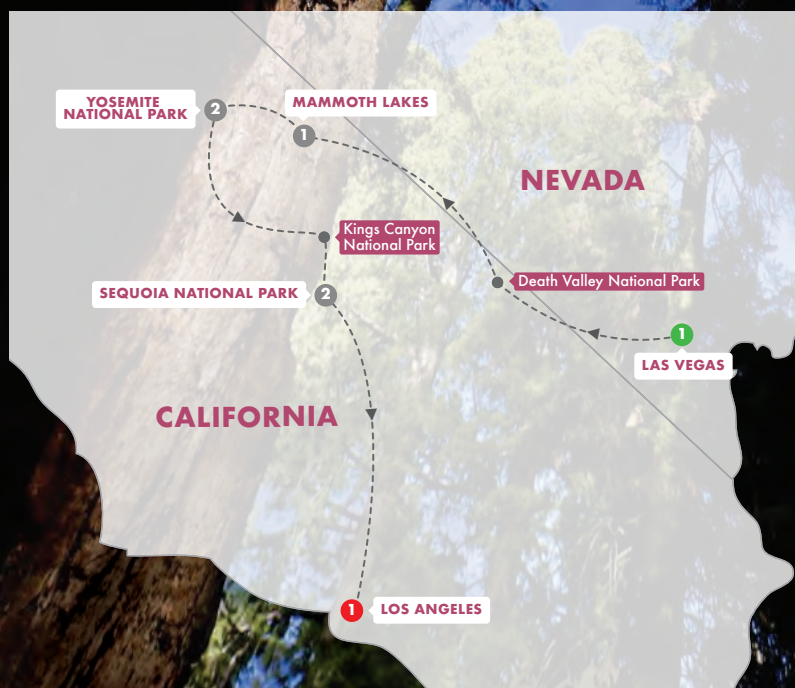 YOSEMITE
NATIONAL PARK
2
MAMMOTH LAKES
1
NEVADA
Kings Canyon
National Park
Death Valley National Park
SEQUOIA NATIONAL PARK
2
1
LAS VEGAS
CALIFORNIA
1
LOS ANGELES